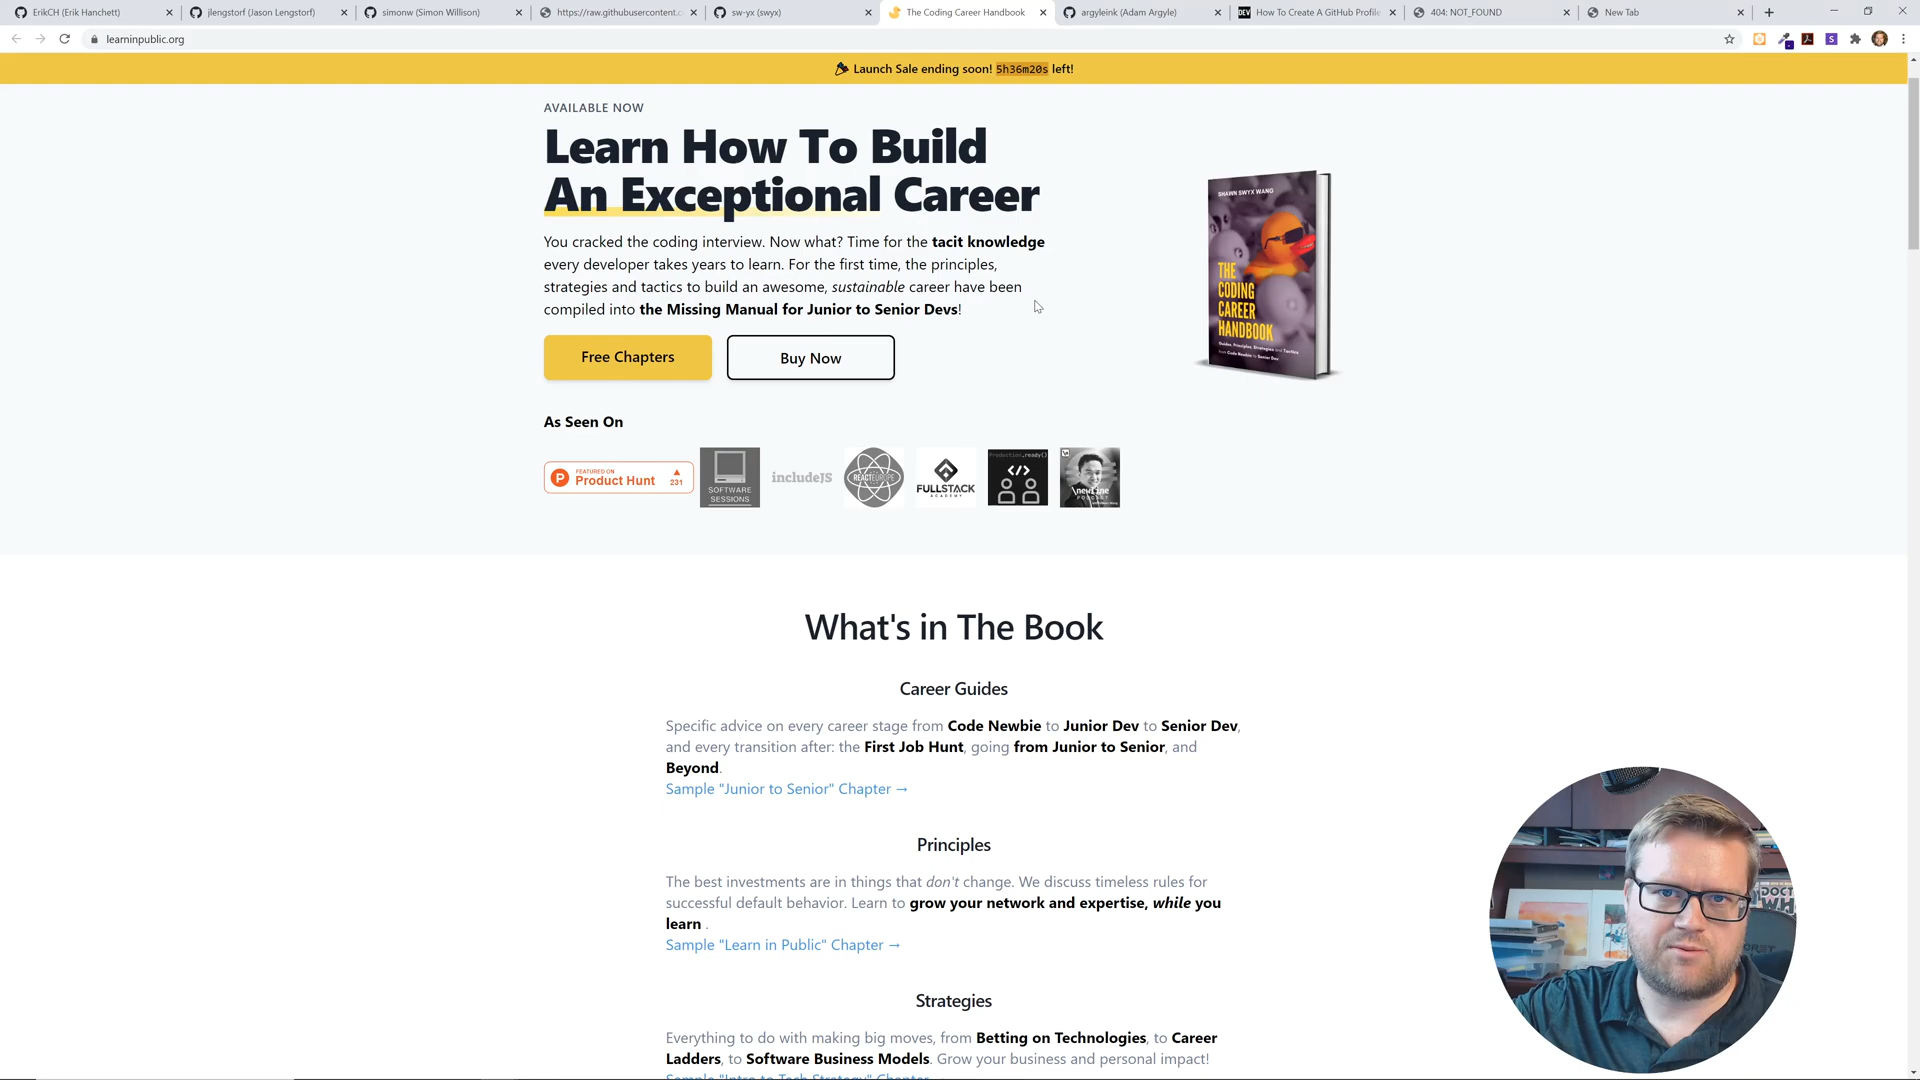 ErikCH (Erik Hanchett)
jlengstorf (Jason Lengstorf)
simonw (Simon Willison)
https://raw.githubusercontent.c
sw-yx (swyx)
The Coding Career Handbook
argyleink (Adam Argyle)
DEV
How To Create A GitHub Profile
404: NOT_FOUND
New Tab
learninpublic.org
Launch Sale ending soon! 5h36m20s left!
AVAILABLE NOW
Learn How To Build
An Exceptional Career
You cracked the coding interview. Now what? Time for the tacit knowledge
every developer takes years to learn. For the first time, the principles,
strategies and tactics to build an awesome, sustainable career have been
compiled into the Missing Manual for Junior to Senior Devs!
Free Chapters
Buy Now
SHAWN SWYX WANG
THE
CODING
CAREER
HANDBOOK
Guides, Principles, Strategies and Tactics
from Code Newbie to Senior Dev
As Seen On
P
FEATURED ON
Product Hunt
231
SOFTWARE
SESSIONS
includeJS
REACTEUROPE
FULLSTACK
ACADEMY
Production.ready()
</>
\newline
PODCAST
What's in The Book
Career Guides
Specific advice on every career stage from Code Newbie to Junior Dev to Senior Dev,
and every transition after: the First Job Hunt, going from Junior to Senior, and
Beyond.
Sample "Junior to Senior" Chapter →
Principles
The best investments are in things that don't change. We discuss timeless rules for
successful default behavior. Learn to grow your network and expertise, while you
learn .
Sample "Learn in Public" Chapter →
Strategies
Everything to do with making big moves, from Betting on Technologies, to Career
Ladders, to Software Business Models. Grow your business and personal impact!
Sample "Intro to Tech Strategy" Chapter